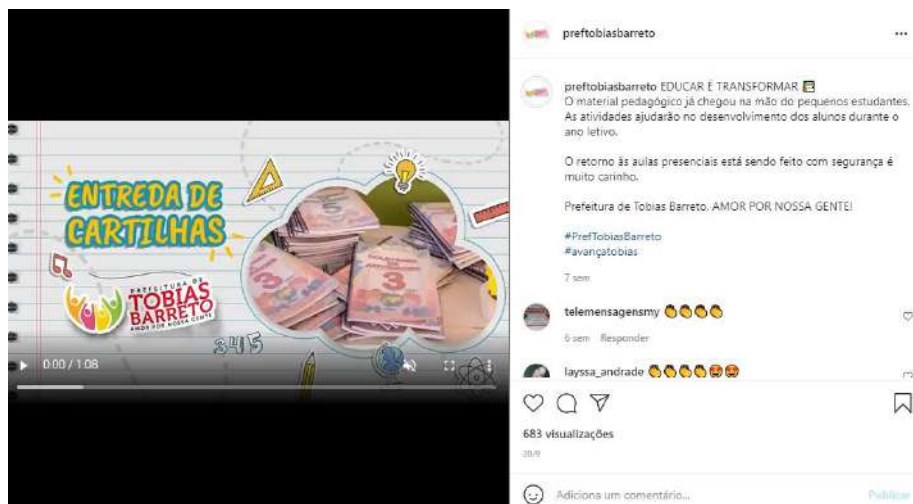 preftobiasbarreto
preftobiasbarreto EDUCAR É TRANSFORMAR
O material pedagógico já chegou na mão do pequenos estudantes.
As atividades ajudarão no desenvolvimento dos alunos durante o
ano letivo.
O retorno às aulas presenciais está sendo feito com segurança é
muito carinho.
Prefeitura de Tobias Barreto, AMOR POR NOSSA GENTE!
#PrefTobiasBarreto
#avançatobias
7 sem
telemensagensmy
6 sem Responder
layssa_andrade
683 visualizações
20/9
Adiciona um comentário...
Publicar
ENTREDA DE
CARTILHAS
PREFEITURA DE
TOBIAS
BARRETO
AMOR POR NOSSA GENTE
345
3
0:00 / 1:08